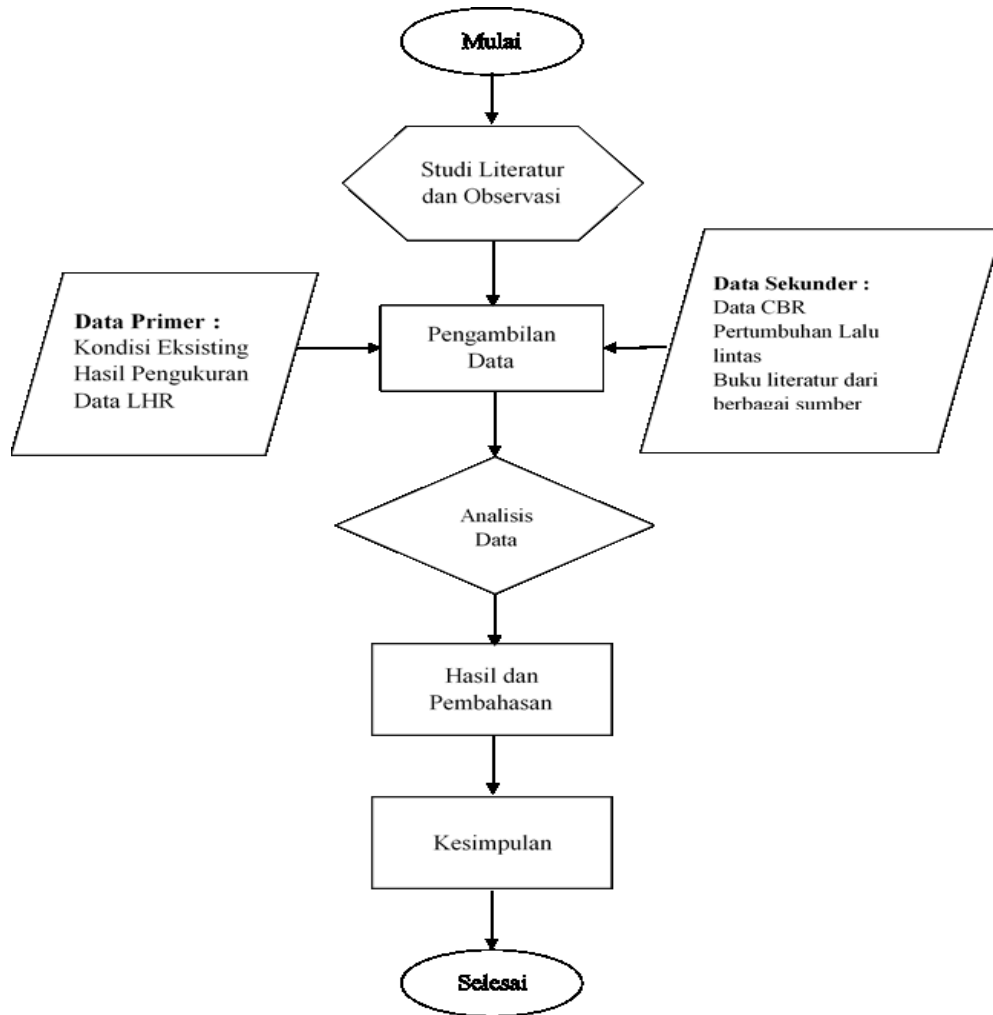 Mulai
Studi Literatur
dan Observasi
Data Primer :
Kondisi Eksisting
Hasil Pengukuran
Data LHR
Pengambilan
Data
Data Sekunder :
Data CBR
Pertumbuhan Lalu
lintas
Buku literatur dari
berbagai sumber
Analisis
Data
Hasil dan
Pembahasan
Kesimpulan
Selesai